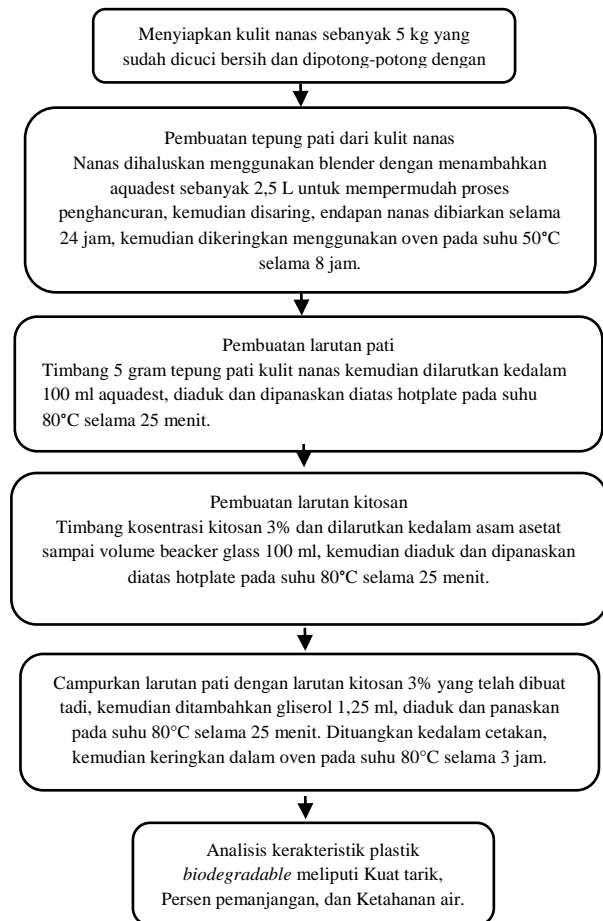 Menyiapkan kulit nanas sebanyak 5 kg yang
sudah dicuci bersih dan dipotong-potong dengan
Pembuatan tepung pati dari kulit nanas
Nanas dihaluskan menggunakan blender dengan menambahkan
aquadest sebanyak 2,5 L untuk mempermudah proses
penghancuran, kemudian disaring, endapan nanas dibiarkan selama
24 jam, kemudian dikeringkan menggunakan oven pada suhu 50°C
selama 8 jam.
Pembuatan larutan pati
Timbang 5 gram tepung pati kulit nanas kemudian dilarutkan kedalam
100 ml aquadest, diaduk dan dipanaskan diatas hotplate pada suhu
80°C selama 25 menit.
Pembuatan larutan kitosan
Timbang kosentrasi kitosan 3% dan dilarutkan kedalam asam asetat
sampai volume beacker glass 100 ml, kemudian diaduk dan dipanaskan
diatas hotplate pada suhu 80°C selama 25 menit.
Campurkan larutan pati dengan larutan kitosan 3% yang telah dibuat
tadi, kemudian ditambahkan gliserol 1,25 ml, diaduk dan panaskan
pada suhu 80°C selama 25 menit. Dituangkan kedalam cetakan,
kemudian keringkan dalam oven pada suhu 80°C selama 3 jam.
Analisis kerakteristik plastik
biodegradable meliputi Kuat tarik,
Persen pemanjangan, dan Ketahanan air.